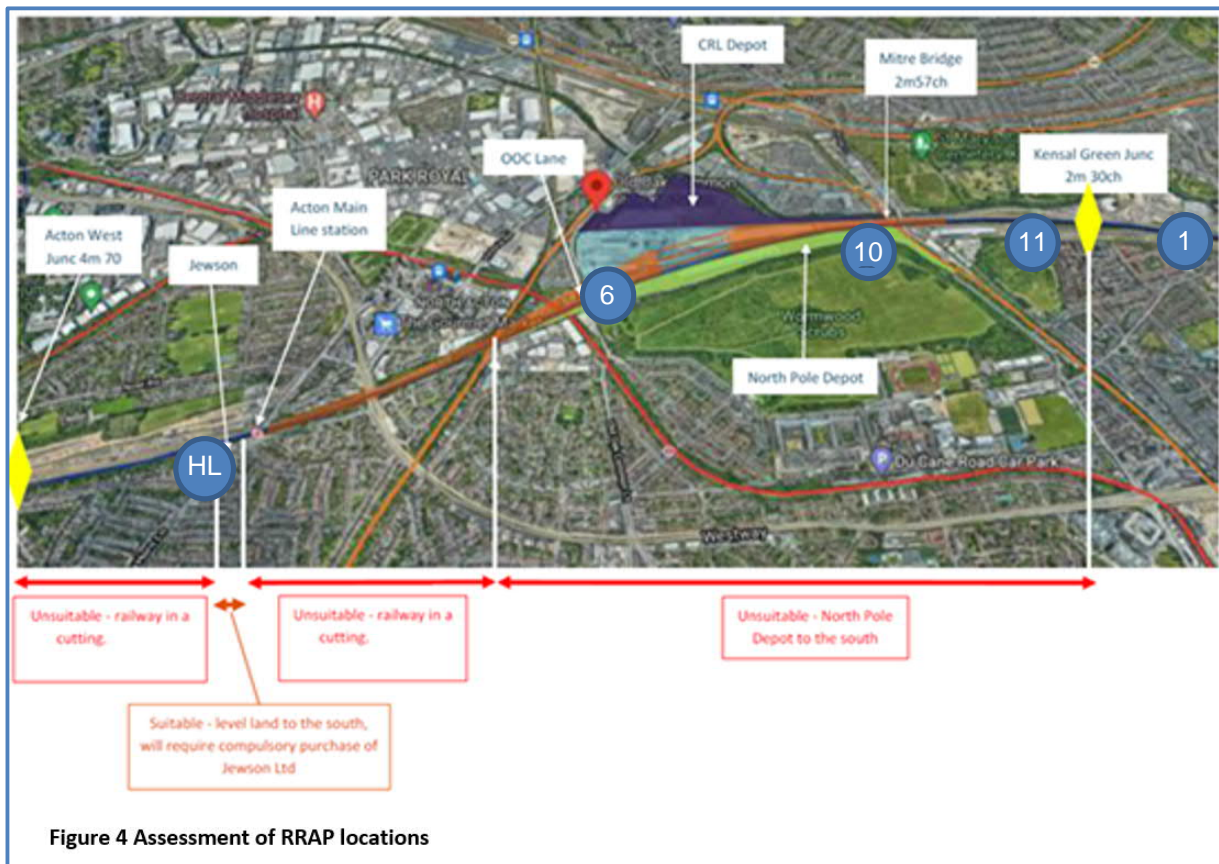 CRL Depot
Mitre Bridge
2m57ch
OOC Lane
Kensal Green Junc
2m 30ch
PARK ROYAL
Acton Main
Line station
Acton West
Junc 4m 70
Jewson
11
1
10
6
NORTH ACTON
Wormwood
Scrubs
North Pole Depot
HL
Du Cane Road Car Park
Westway
Unsuitable - railway in a
cutting.
Unsuitable - railway in a
cutting.
Unsuitable - North Pole
Depot to the south
Suitable - level land to the south,
will require compulsory purchase of
Jewson Ltd
Figure 4 Assessment of RRAP locations